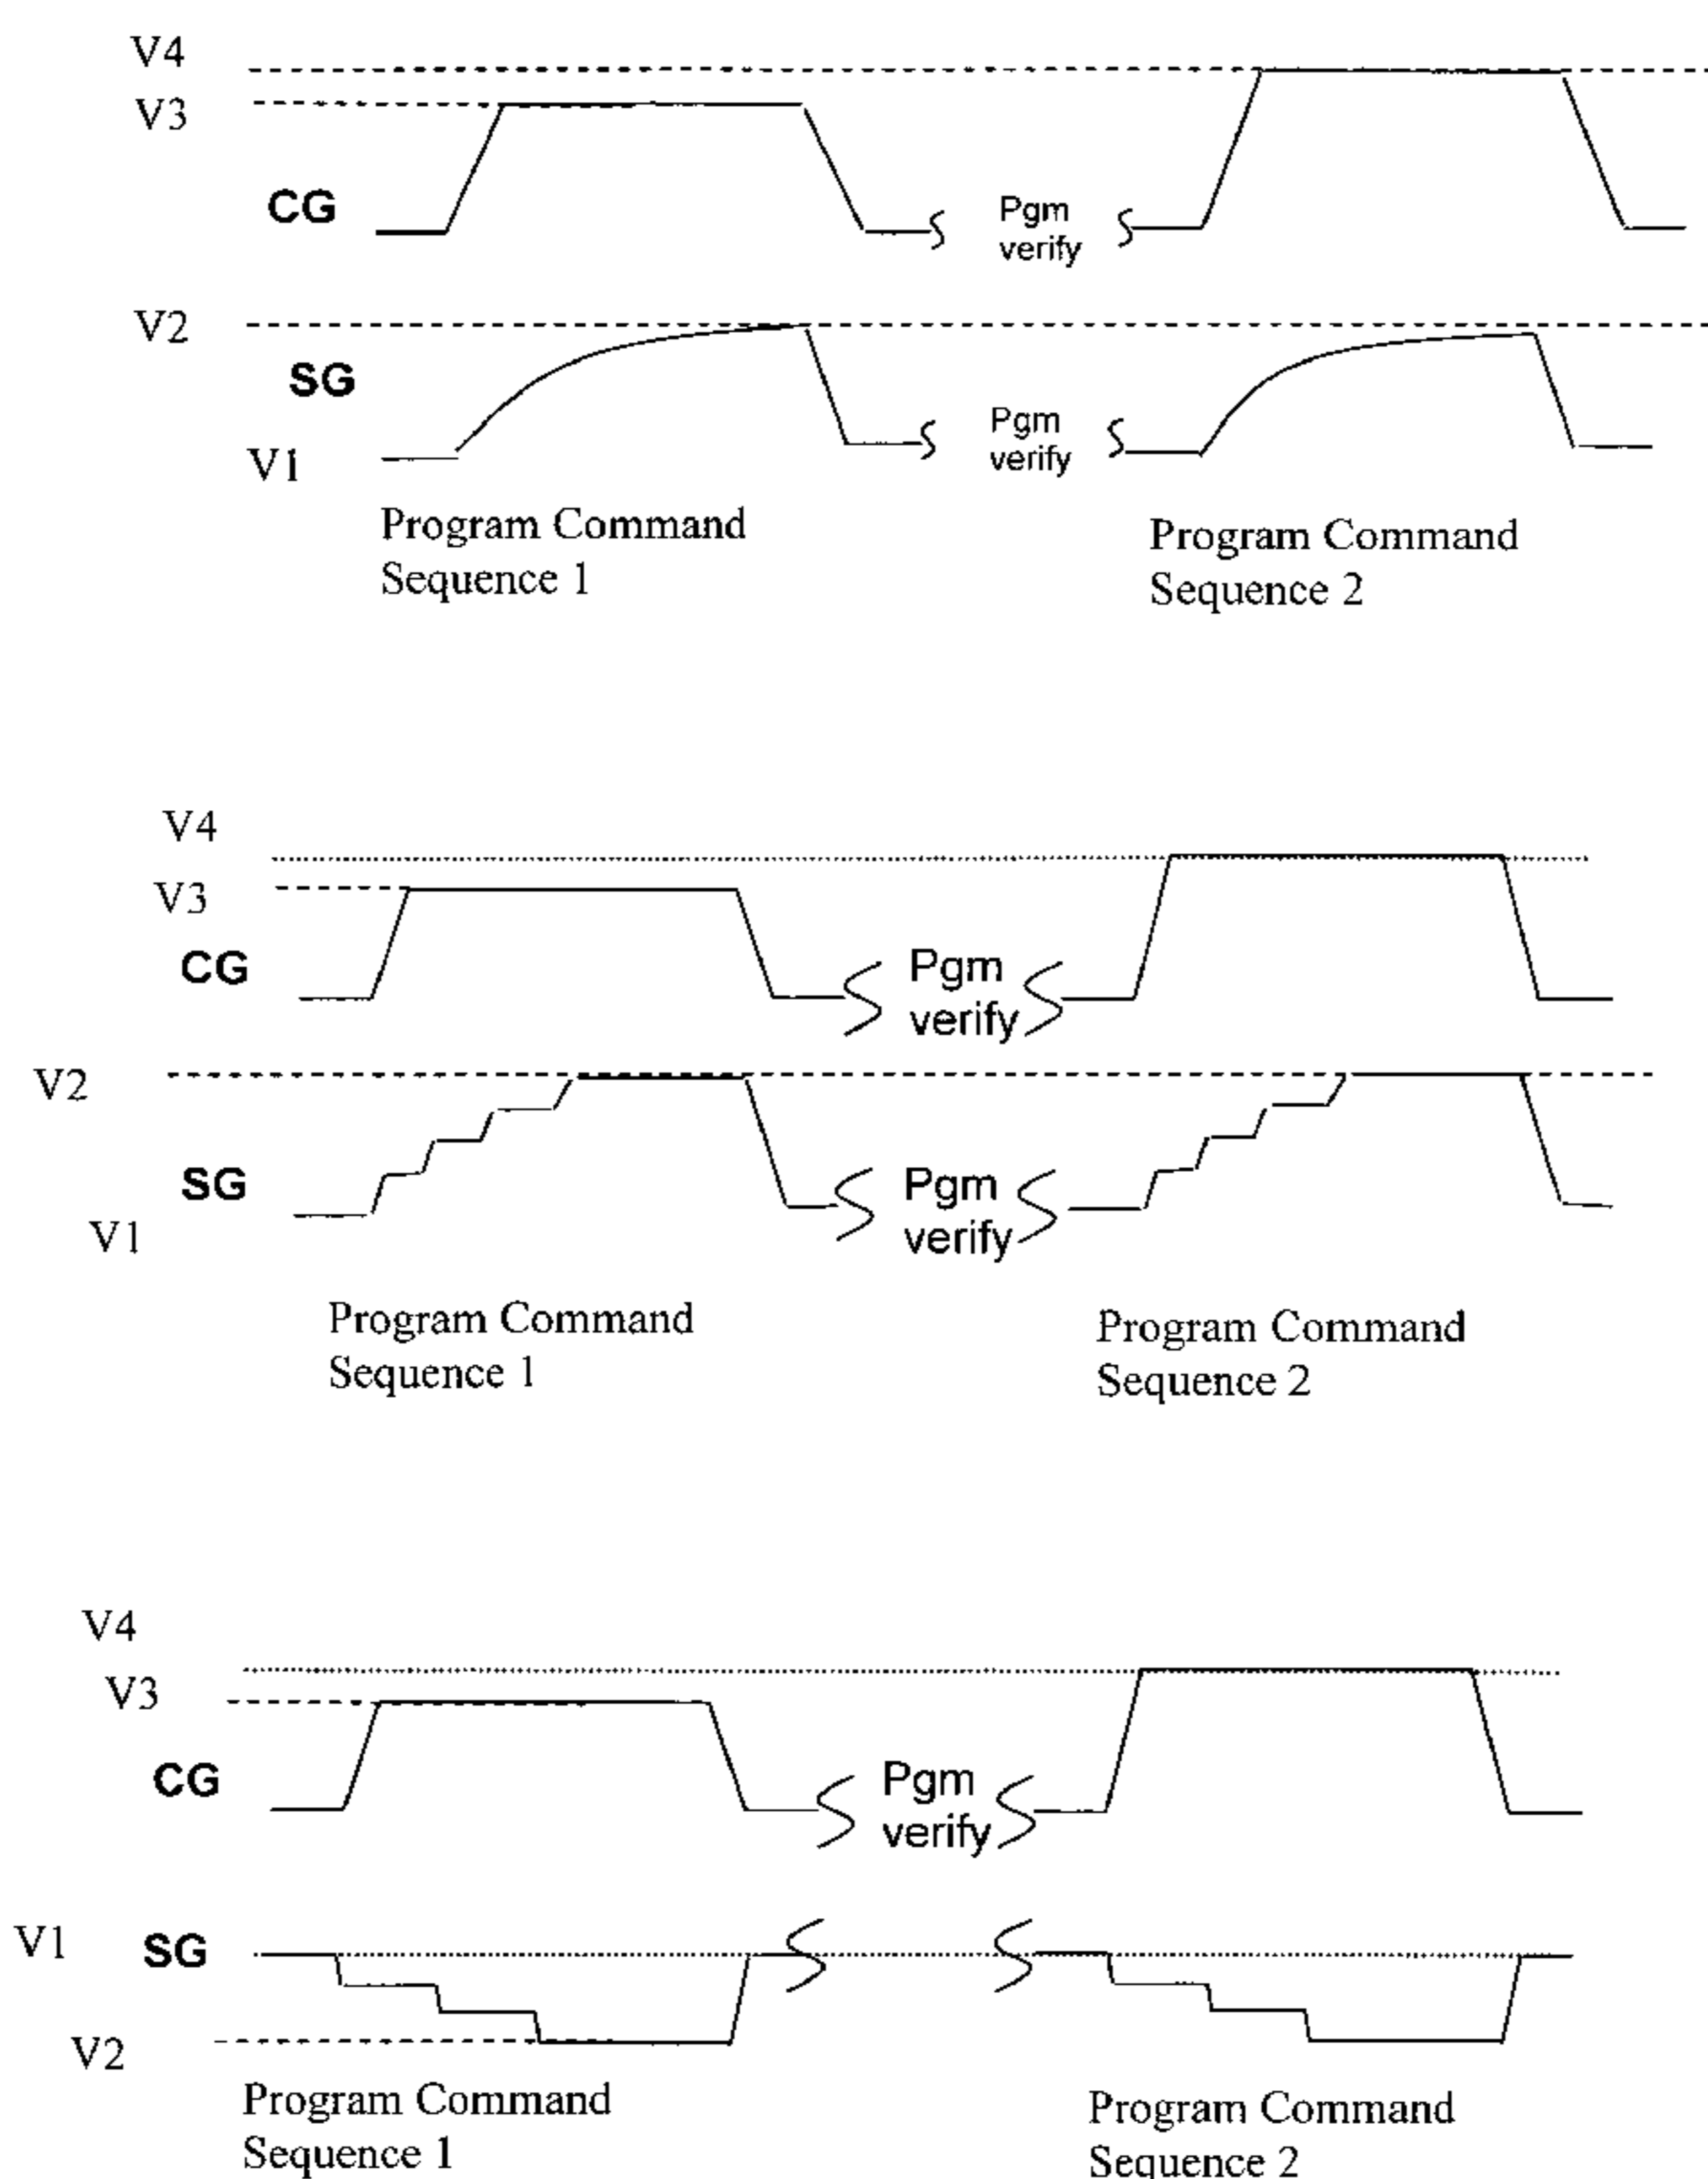 V4
V3
CG
Pgm
verify
V2
SG
Pgm
verify
V1
Program Command
Sequence 1
Program Command
Sequence 2
V4
V3
CG
Pgm
verify
V2
SG
Pgm
verify
V1
Program Command
Sequence 1
Program Command
Sequence 2
V4
V3
CG
Pgm
verify
V1
SG
V2
Program Command
Sequence 1
Program Command
Sequence 2